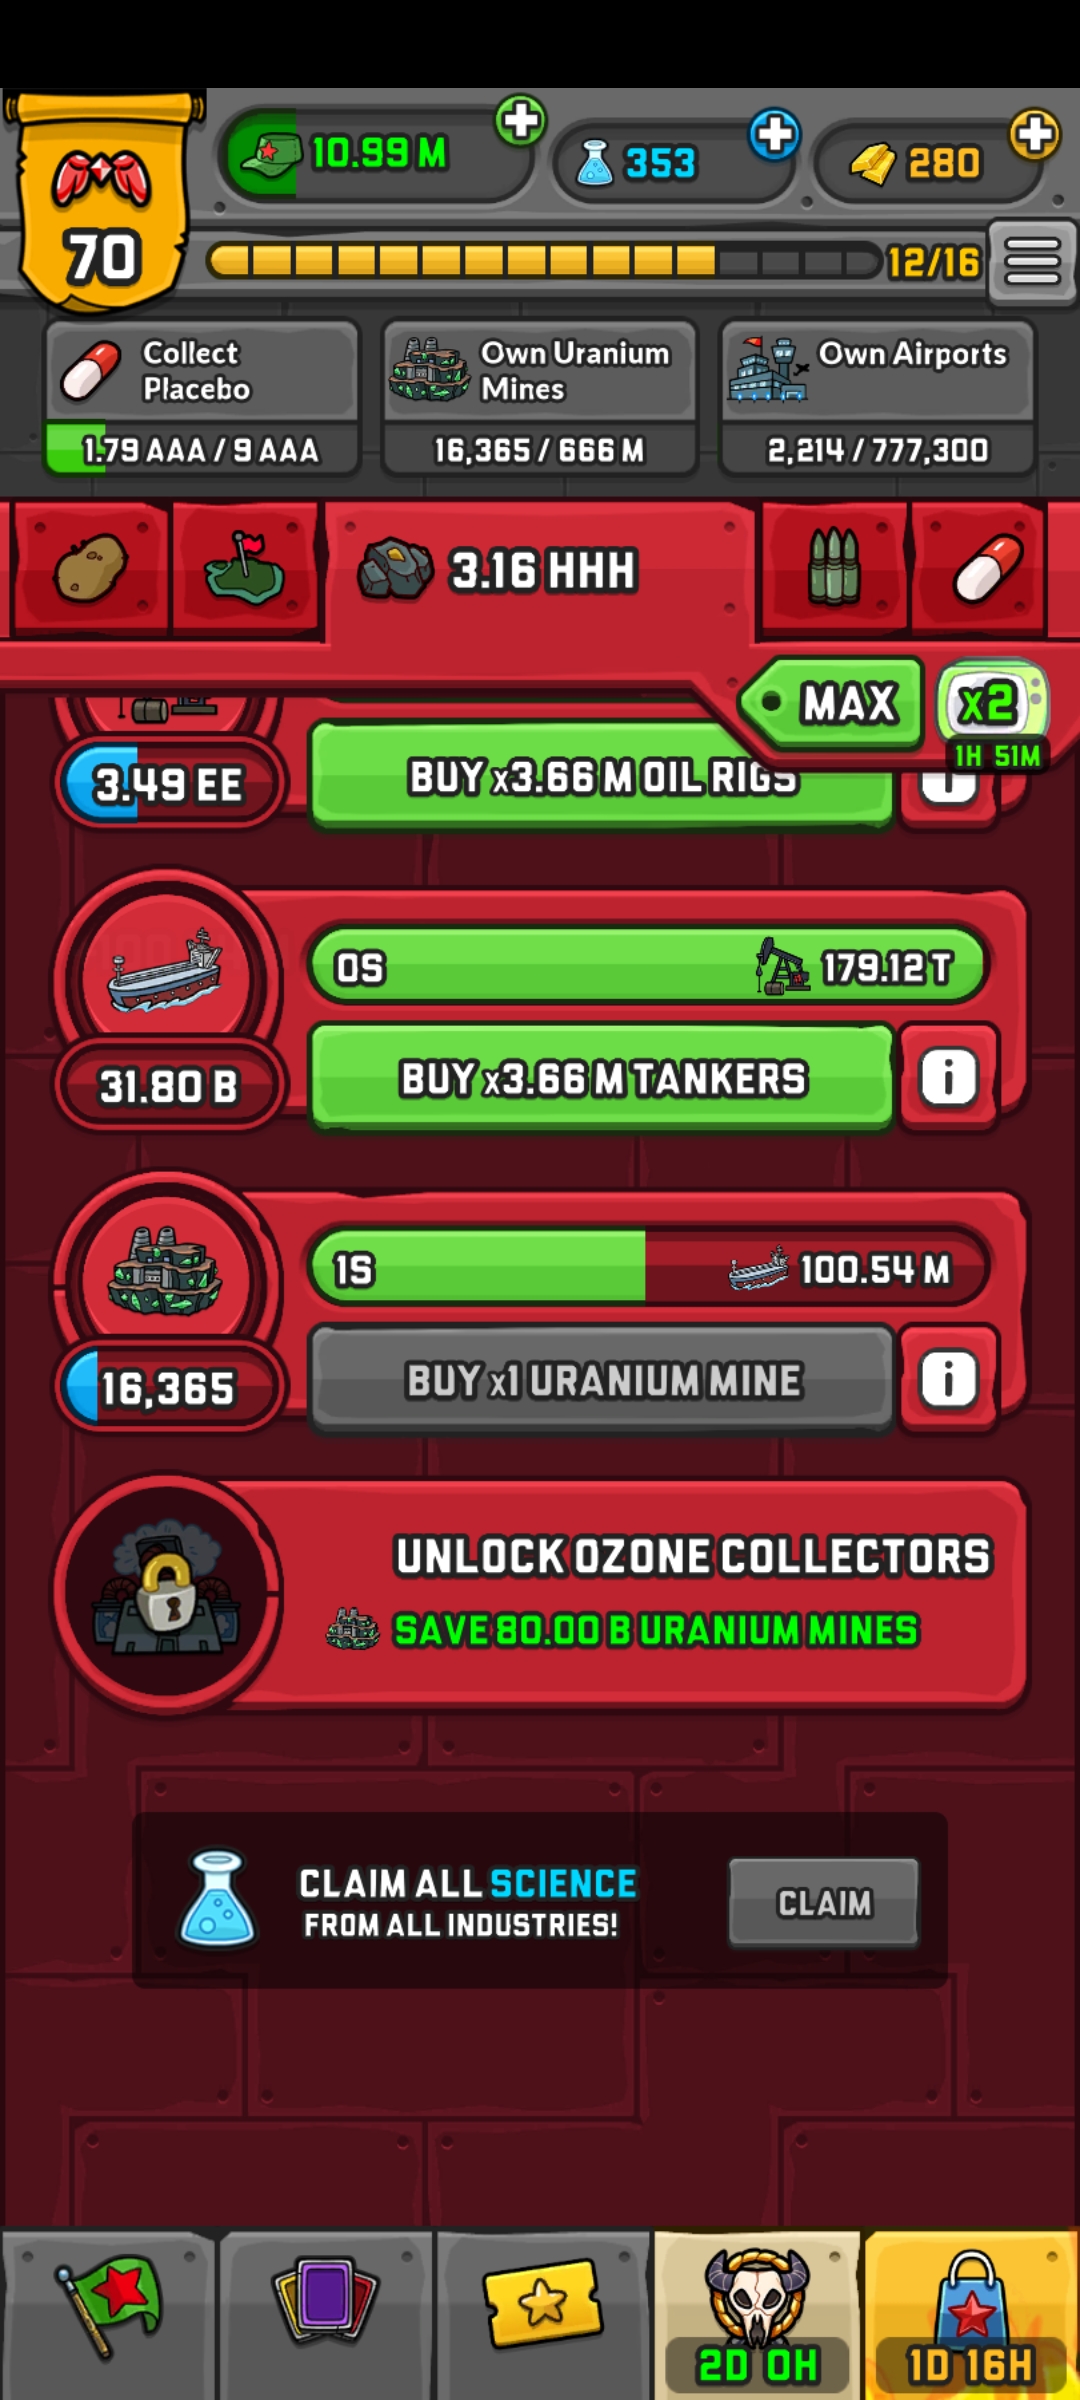 10.99 M
353
280
70
12/16
Collect
Placebo
Own Uranium
Mines
Own Airports
1.79 AAA / 9 AAA
16,365 / 666 M
2,214 / 777,300
3.16 HHH
MAX
x2
1H 51M
3.49 EE
BUY x3.66 M OIL RIGS
0S
179.12 T
31.80 B
BUY x3.66 M TANKERS
i
1S
100.54 M
16,365
BUY x1 URANIUM MINE
i
UNLOCK OZONE COLLECTORS
SAVE 80.00 B URANIUM MINES
CLAIM ALL SCIENCE
FROM ALL INDUSTRIES!
CLAIM
2D 0H
1D 16H